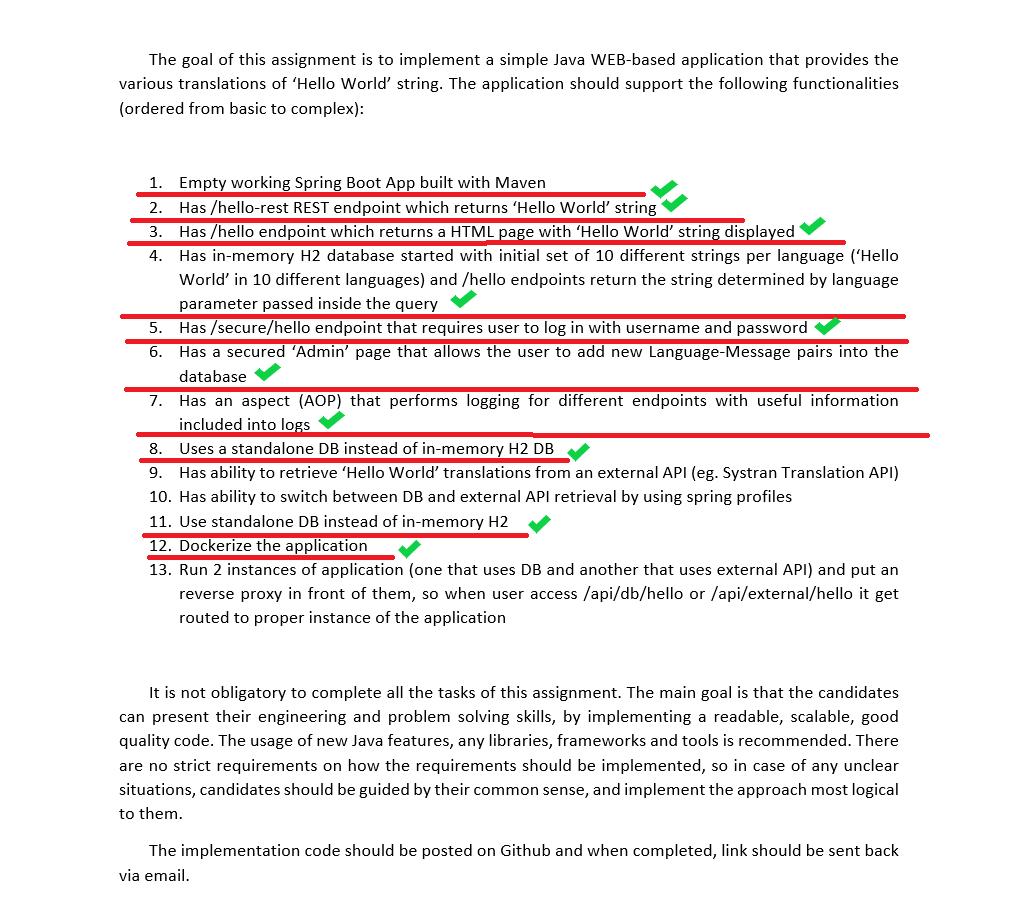 The goal of this assignment is to implement a simple Java WEB-based application that provides the
various translations of ‘Hello World’ string. The application should support the following functionalities
(ordered from basic to complex):
1. Empty working Spring Boot App built with Maven
2. Has /hello-rest REST endpoint which returns ‘Hello World’ string
3. Has /hello endpoint which returns a HTML page with ‘Hello World’ string displayed
4. Has in-memory H2 database started with initial set of 10 different strings per language (‘Hello
World’ in 10 different languages) and /hello endpoints return the string determined by language
parameter passed inside the query
5. Has /secure/hello endpoint that requires user to log in with username and password
6. Has a secured ‘Admin’ page that allows the user to add new Language-Message pairs into the
database
7. Has an aspect (AOP) that performs logging for different endpoints with useful information
included into logs
8. Uses a standalone DB instead of in-memory H2 DB
9. Has ability to retrieve ‘Hello World’ translations from an external API (eg. Systran Translation API)
10. Has ability to switch between DB and external API retrieval by using spring profiles
11. Use standalone DB instead of in-memory H2
12. Dockerize the application
13. Run 2 instances of application (one that uses DB and another that uses external API) and put an
reverse proxy in front of them, so when user access /api/db/hello or /api/external/hello it get
routed to proper instance of the application
It is not obligatory to complete all the tasks of this assignment. The main goal is that the candidates
can present their engineering and problem solving skills, by implementing a readable, scalable, good
quality code. The usage of new Java features, any libraries, frameworks and tools is recommended. There
are no strict requirements on how the requirements should be implemented, so in case of any unclear
situations, candidates should be guided by their common sense, and implement the approach most logical
to them.
The implementation code should be posted on Github and when completed, link should be sent back
via email.